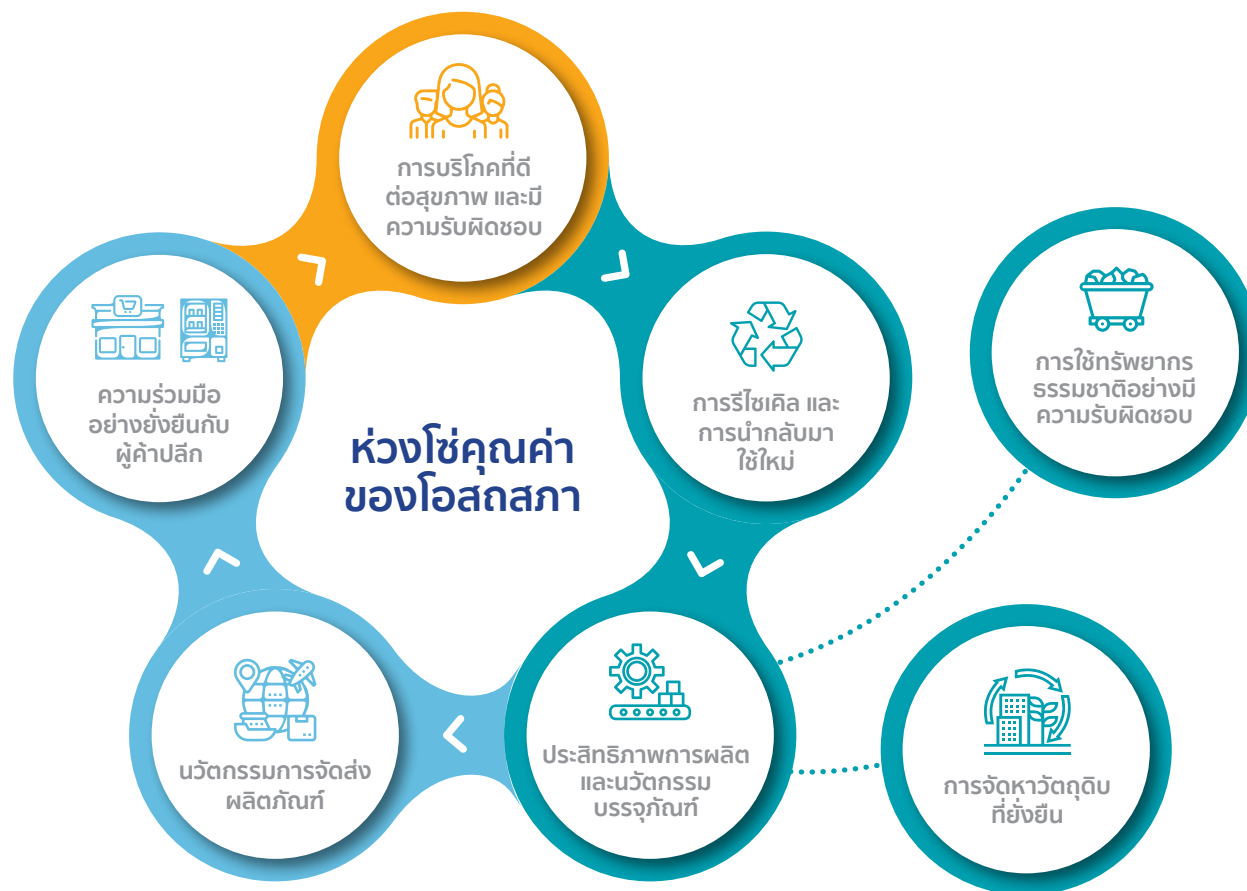 การบริโภคที่ดี
ต่อสุขภาพ และมี
ความรับผิดชอบ
ความร่วมมือ
อย่างยั่งยืนกับ
ผู้ค้าปลีก
ห่วงโซ่คุณค่า
ของโอสถสภา
การรีไซเคิล และ
การนำกลับมา
ใช้ใหม่
การใช้ทรัพยากร
ธรรมชาติอย่างมี
ความรับผิดชอบ
นวัตกรรมการจัดส่ง
ผลิตภัณฑ์
ประสิทธิภาพการผลิต
และนวัตกรรม
บรรจุภัณฑ์
การจัดหาวัตถุดิบ
ที่ยั่งยืน